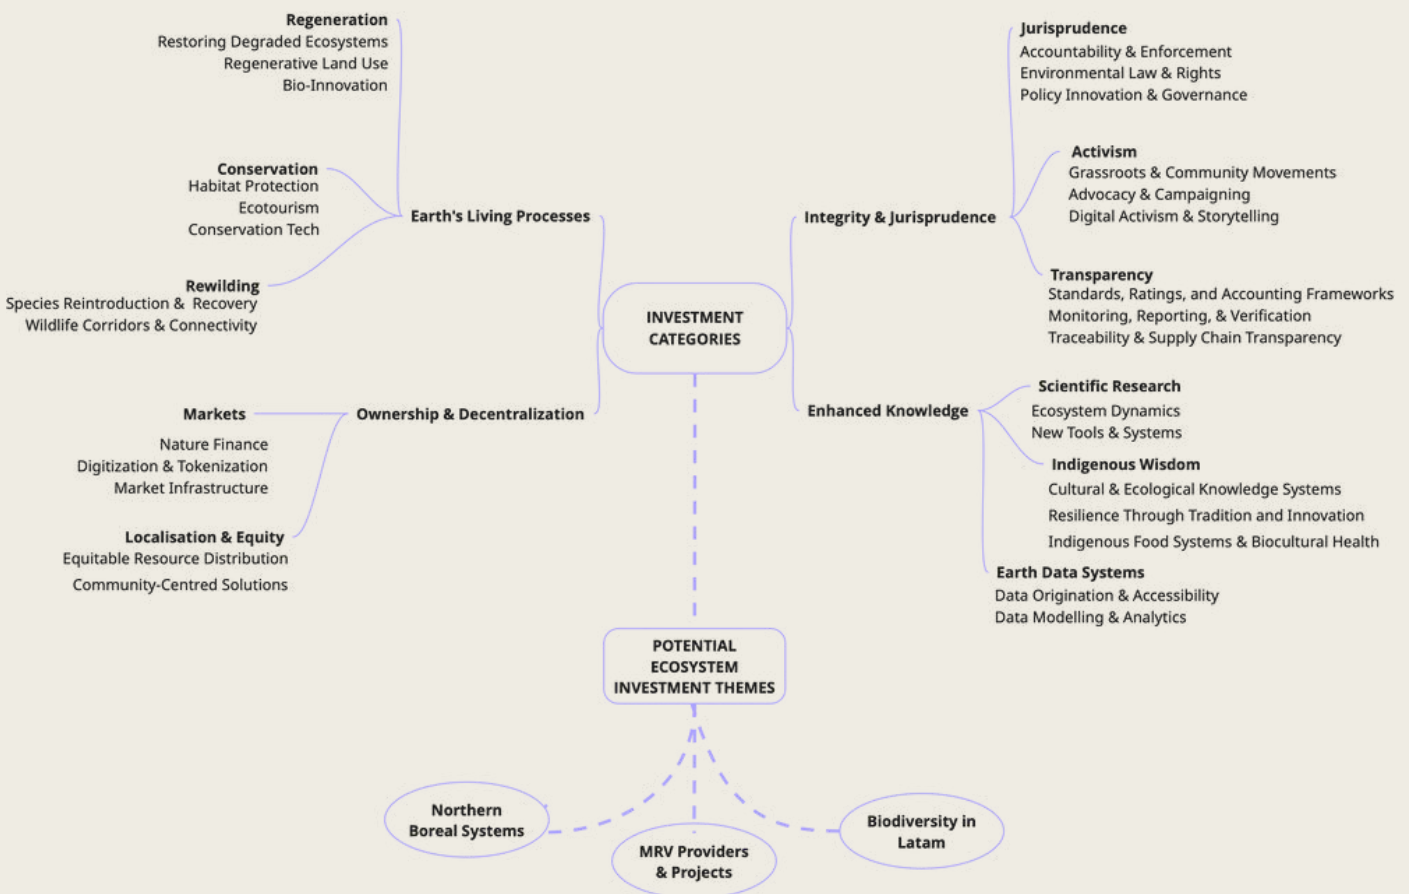 Regeneration
Restoring Degraded Ecosystems
Regenerative Land Use
Bio-Innovation
Conservation
Habitat Protection
Ecotourism
Conservation Tech
Rewilding
Species Reintroduction & Recovery
Wildlife Corridors & Connectivity
Earth's Living Processes
Markets
Nature Finance
Digitization & Tokenization
Market Infrastructure
Localisation & Equity
Equitable Resource Distribution
Community-Centred Solutions
Ownership & Decentralization
INVESTMENT
CATEGORIES
Integrity & Jurisprudence
Jurisprudence
Accountability & Enforcement
Environmental Law & Rights
Policy Innovation & Governance
Activism
Grassroots & Community Movements
Advocacy & Campaigning
Digital Activism & Storytelling
Transparency
Standards, Ratings, and Accounting Frameworks
Monitoring, Reporting, & Verification
Traceability & Supply Chain Transparency
Enhanced Knowledge
Scientific Research
Ecosystem Dynamics
New Tools & Systems
Indigenous Wisdom
Cultural & Ecological Knowledge Systems
Resilience Through Tradition and Innovation
Indigenous Food Systems & Biocultural Health
Earth Data Systems
Data Origination & Accessibility
Data Modelling & Analytics
POTENTIAL
ECOSYSTEM
INVESTMENT THEMES
Northern
Boreal Systems
MRV Providers
& Projects
Biodiversity in
Latam